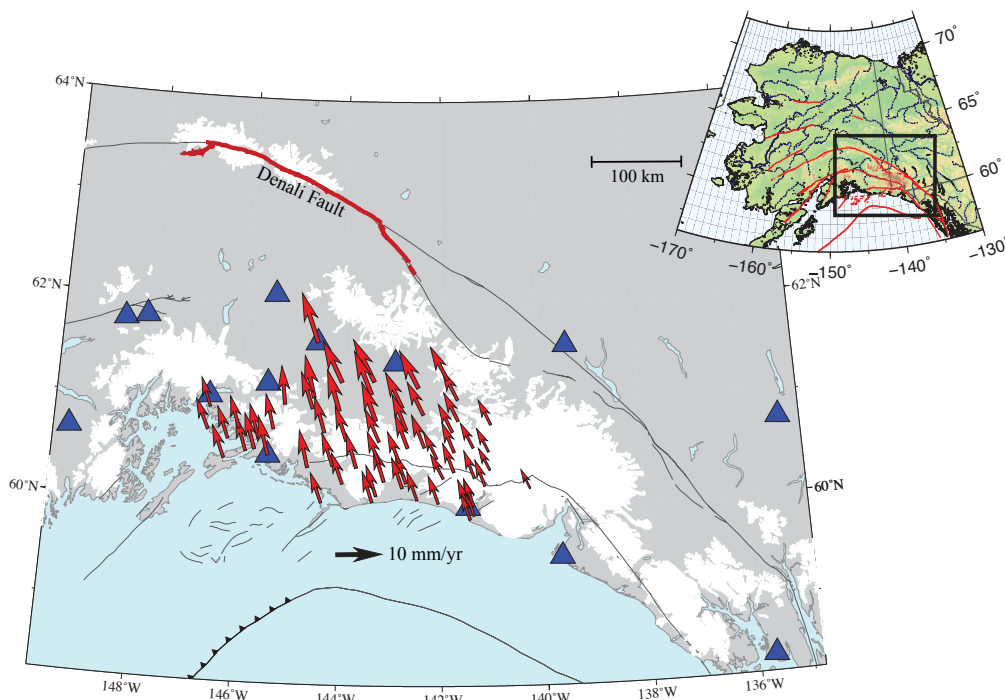 70°
65°
60°
−170°
−160°
−150°
−140°
−130°
100 km
64°N
62°N
62°N
60°N
60°N
Denali Fault
10 mm/yr
148°W
146°W
144°W
142°W
140°W
138°W
136°W